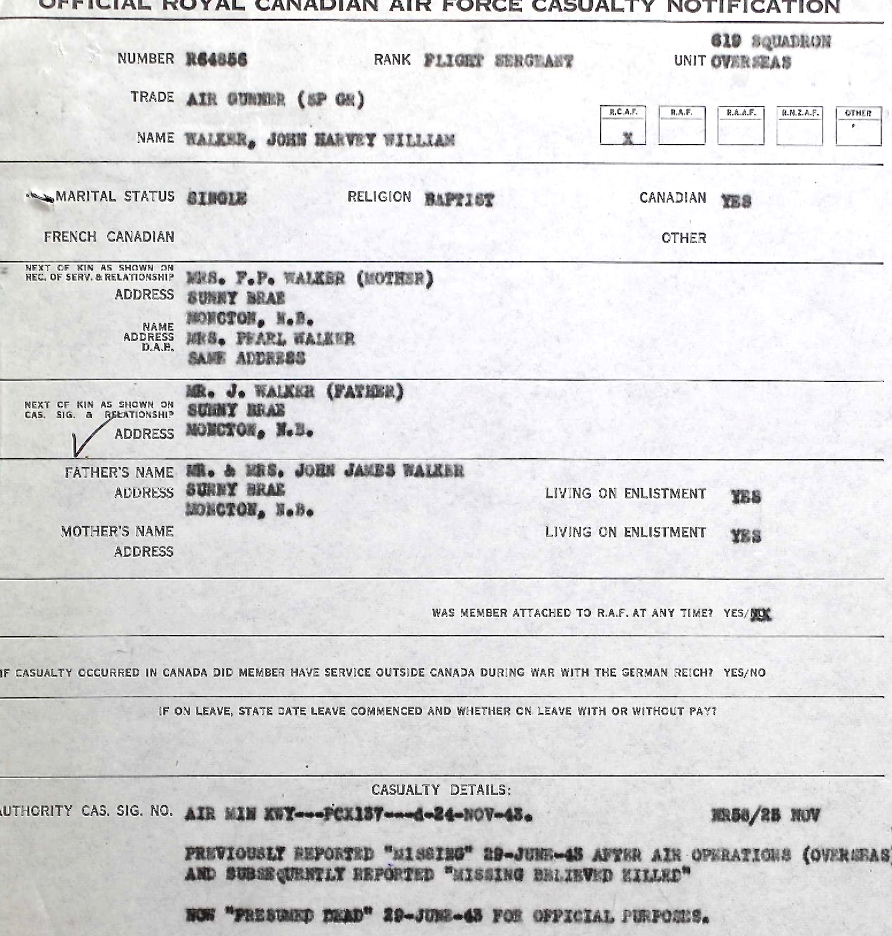 OFFICIAL ROYAL CANADIAN AIR FORCE CASUALTY NOTIFICATION
619 SQUADRON
NUMBER R64856 RANK FLIGHT SERGEANT UNIT OVERSEAS
TRADE AIR GUNNER (SP GR)
R.C.A.F. R.A.F. R.A.A.F. R.N.Z.A.F. OTHER
NAME WALKER, JOHN HARVEY WILLIAM X
MARITAL STATUS SINGLE RELIGION BAPTIST CANADIAN YES
FRENCH CANADIAN OTHER
NEXT OF KIN AS SHOWN ON
REC. OF SERV. & RELATIONSHIP MRS. F.P. WALKER (MOTHER)
ADDRESS SUNNY BRAE
MONCTON, N.B.
NAME
ADDRESS MRS. PEARL WALKER
D.A.B.
SAME ADDRESS
MR. J. WALKER (FATHER)
NEXT OF KIN AS SHOWN ON
CAS. SIG. & RELATIONSHIP SUNNY BRAE
ADDRESS MONCTON, N.B.
FATHER'S NAME MR. & MRS. JOHN JAMES WALKER
ADDRESS SUNNY BRAE LIVING ON ENLISTMENT YES
MONCTON, N.B.
MOTHER'S NAME LIVING ON ENLISTMENT YES
ADDRESS
WAS MEMBER ATTACHED TO R.A.F. AT ANY TIME? YES/
IF CASUALTY OCCURRED IN CANADA DID MEMBER HAVE SERVICE OUTSIDE CANADA DURING WAR WITH THE GERMAN REICH? YES/NO
IF ON LEAVE, STATE DATE LEAVE COMMENCED AND WHETHER ON LEAVE WITH OR WITHOUT PAY?
CASUALTY DETAILS:
AUTHORITY CAS. SIG. NO. AIR MIN KWY---PCX137---d-24-NOV-43. 25 NOV
PREVIOUSLY REPORTED "MISSING" 29-JUNE-43 AFTER AIR OPERATIONS (OVERSEAS
AND SUBSEQUENTLY REPORTED "MISSING BELIEVED KILLED"
NOW "PRESUMED DEAD" 29-JUNE-43 FOR OFFICIAL PURPOSES.